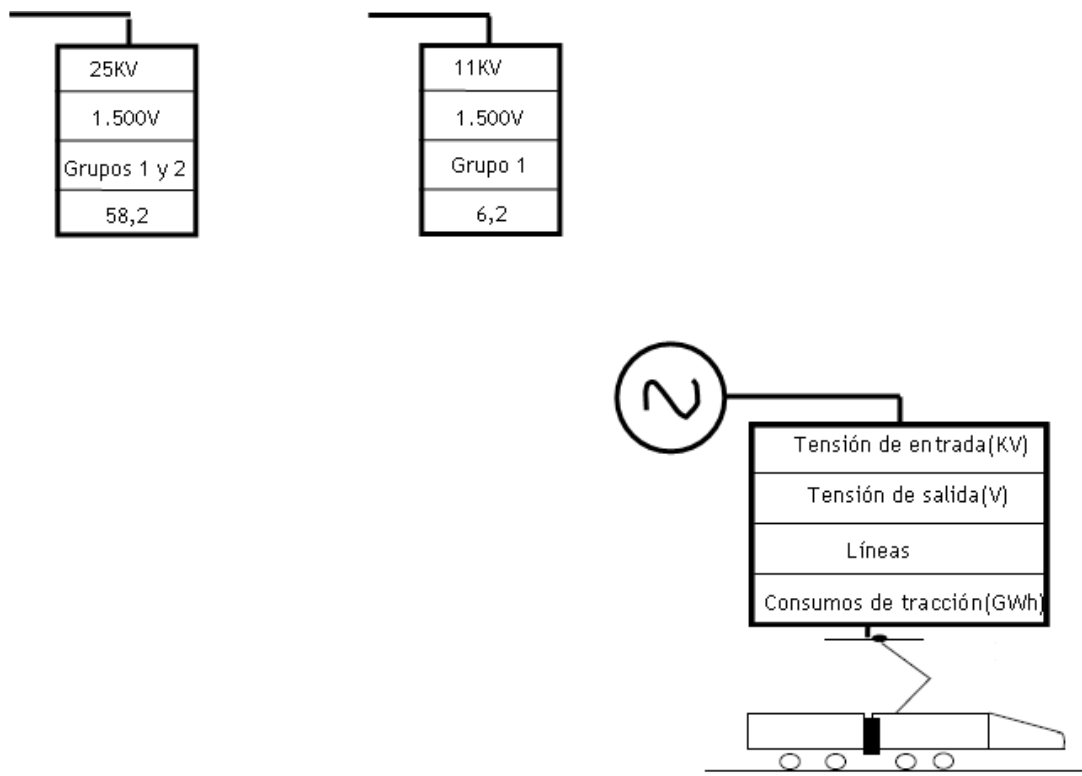 25KV
1.500V
Grupos 1 y 2
58,2
11KV
1.500V
Grupo 1
6,2
Tensión de entrada(KV)
Tensión de salida(V)
Líneas
Consumos de tracción(GWh)